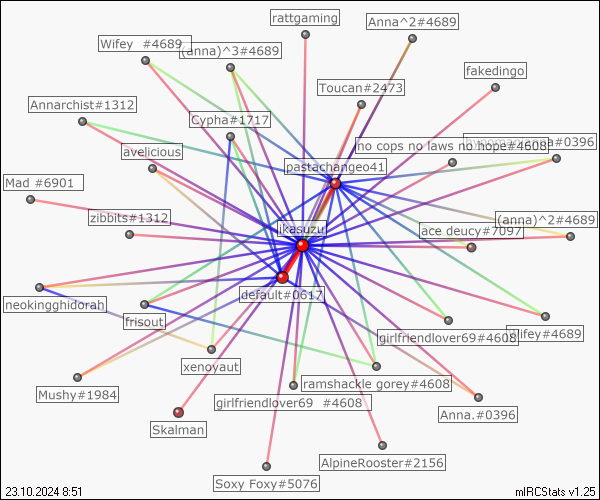 rattgaming
Anna^2#4689
Wifey  #4689
(anna)^3#4689
fakedingo
Toucan#2473
Annarchist#1312
Cypha#1717
no cops no laws no hope#4608
a#0396
avelicious
pastachangeo41
Mad #6901
zibbits#1312
ikasuzu
ace deucy#7097
(anna)^2#4689
default#0617
neokingghidorah
frisout
girlfriendlover69#4608
ifey#4689
xenoyaut
ramshackle gorey#4608
Mushy#1984
girlfriendlover69  #4608
Anna.#0396
Skalman
AlpineRooster#2156
Soxy Foxy#5076
23.10.2024 8:51
mIRCStats v1.25